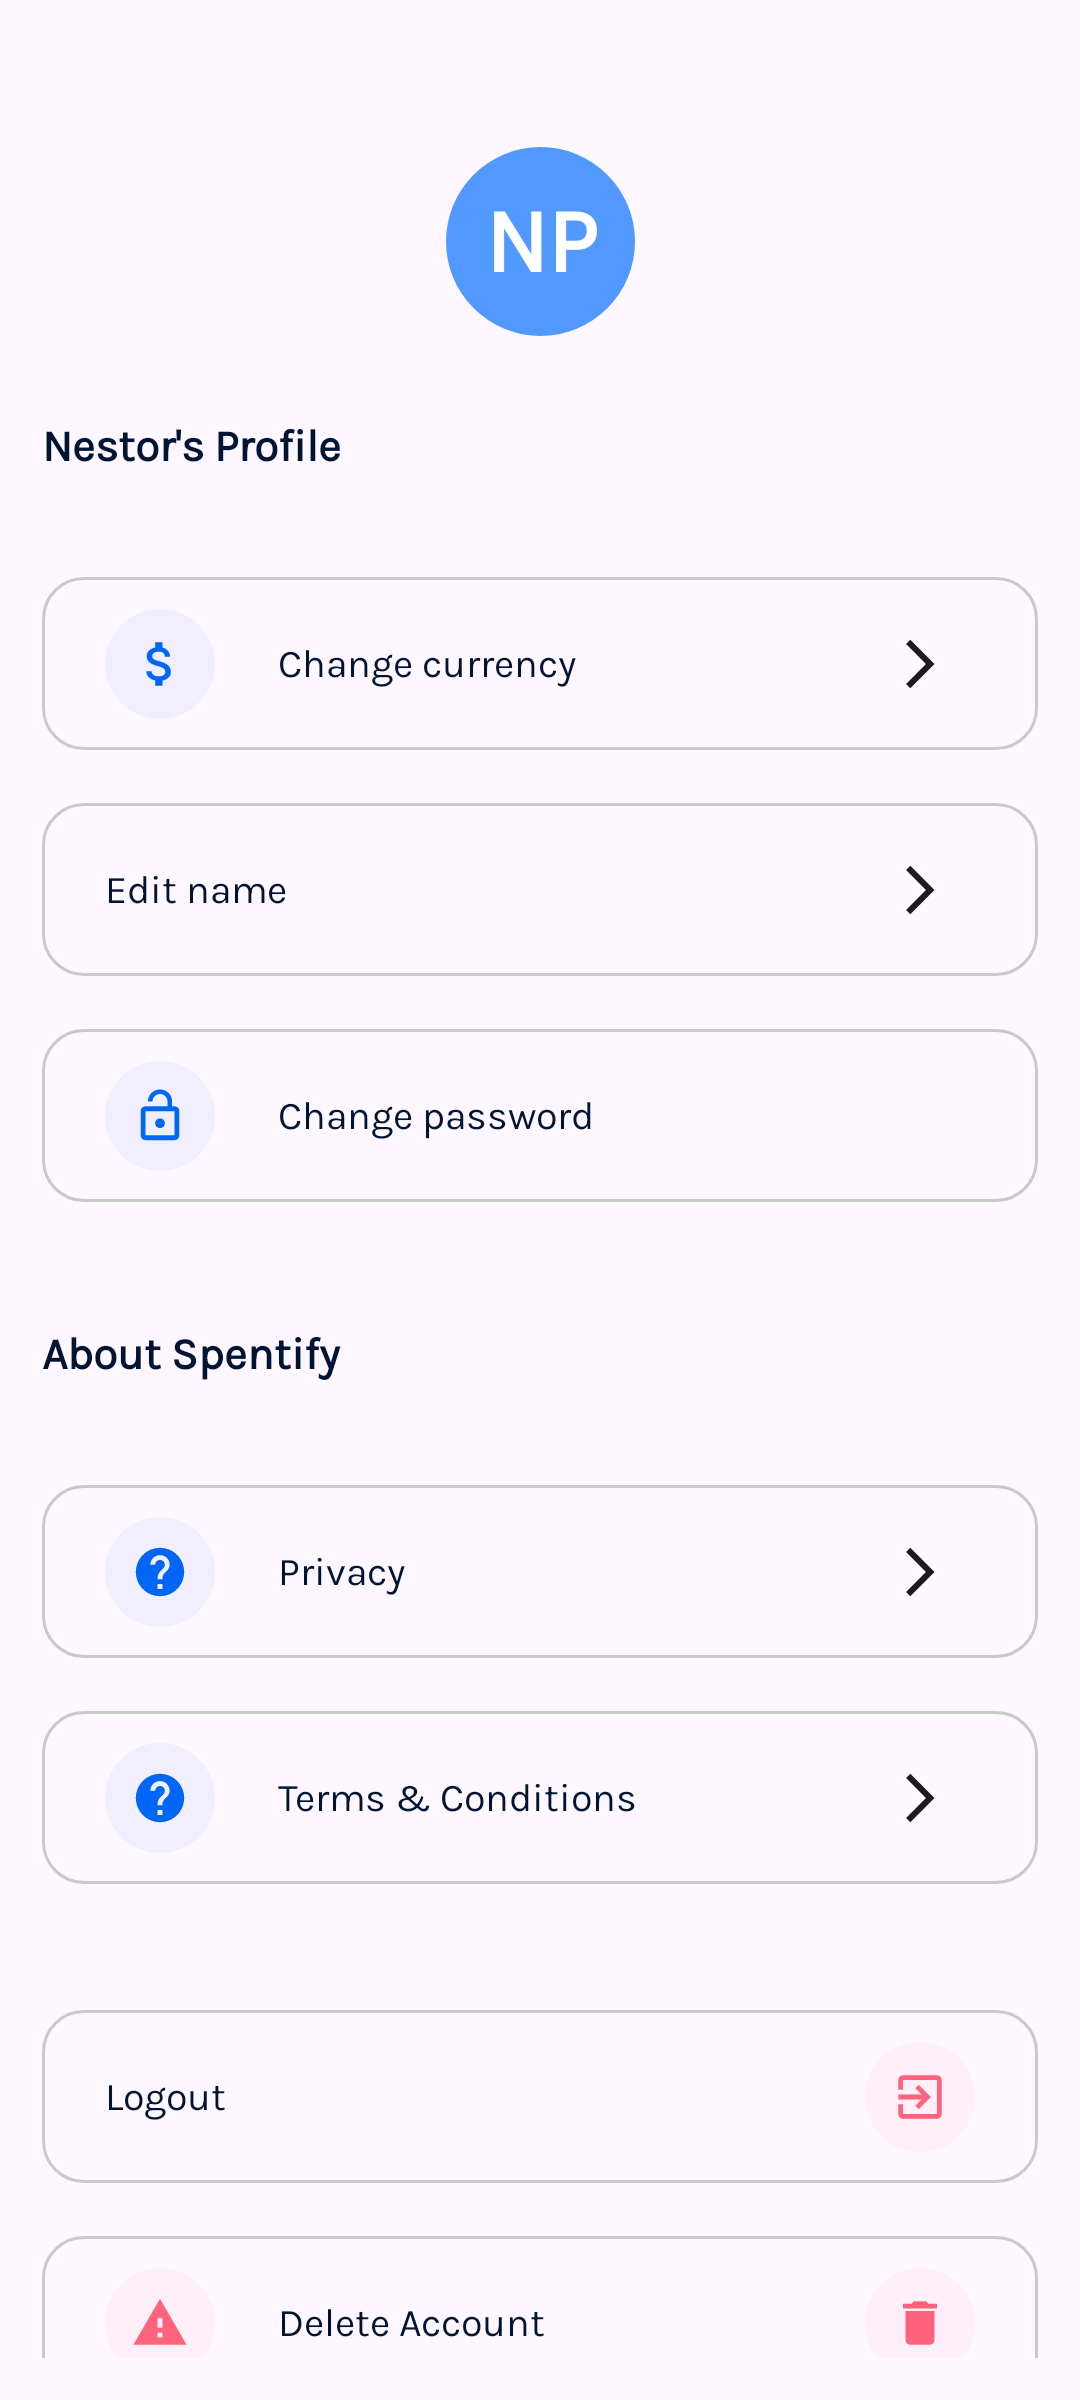 NP
Nestor's Profile
Change currency
Edit name
Change password
About Spentify
Privacy
Terms & Conditions
Logout
Delete Account